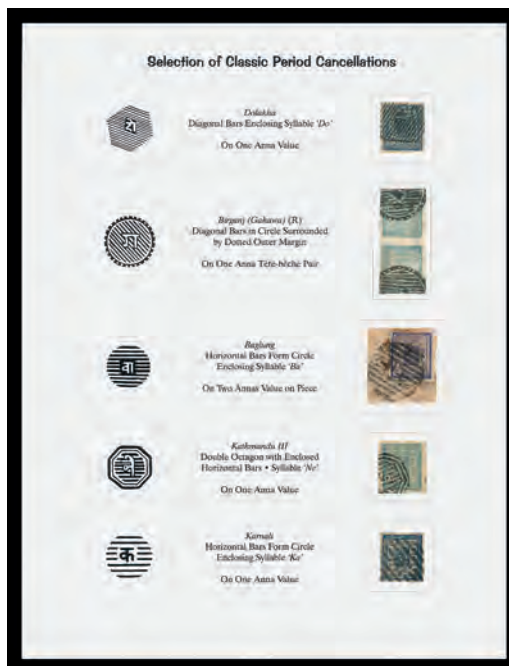 Selection of Classic Period Cancellations
दो
Dolakha
Diagonal Bars Enclosing Syllable 'Do'
On One Anna Value
Birganj (Gahawa) (R)
Diagonal Bars in Circle Surrounded
by Dotted Outer Margin
On One Anna Tête-bêche Pair
बा
Baglung
Horizontal Bars Form Circle
Enclosing Syllable 'Ba'
On Two Annas Value on Piece
Kathmandu III
Double Octagon with Enclosed
Horizontal Bars • Syllable 'Ne'
On One Anna Value
क
Karnali
Horizontal Bars Form Circle
Enclosing Syllable 'Ka'
On One Anna Value